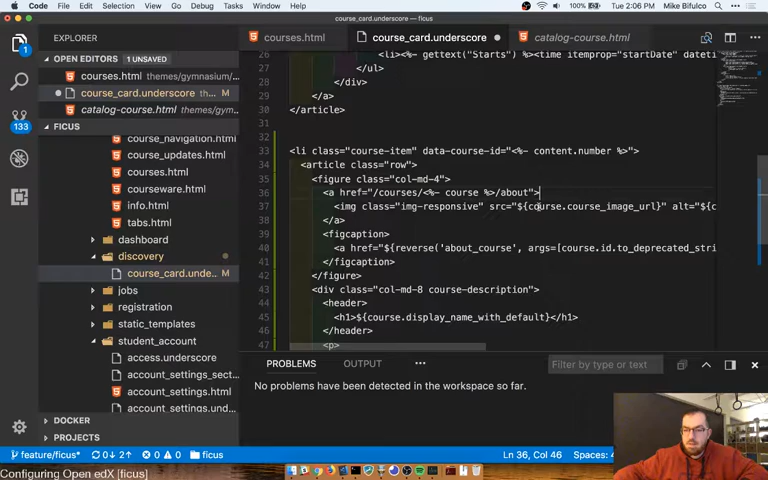 Code File Edit Selection View Go Debug Tasks Window Help 100% Tue 2:06 PM Mike Bifulco
course_card.underscore — ficus
EXPLORER
courses.html course_card.underscore catalog-course.html
OPEN EDITORS 1 UNSAVED
courses.html themes/gymnasium/...
course_card.underscore th...
catalog-course.html themes/gym...
FICUS
course_navigation.html
course_updates.html
courses.html
courseware.html
info.html
tabs.html
dashboard
discovery
course_card.unde... M
jobs
registration
static_templates
student_account
access.underscore
account_settings_sect...
account_settings.html
account_settings.und...
DOCKER
PROJECTS
1
133
26 <li><%- gettext("Starts") %><time itemprop="startDate" dateti
27 </ul>
28 </div>
29 </a>
30 </article>
31
32
33 <li class="course-item" data-course-id="<%- content.number %>">
34 <article class="row">
35 <figure class="col-md-4">
36 <a href="/courses/<%- course %>/about">
37 <img class="img-responsive" src="${course.course_image_url}" alt="${c
38 </a>
39 <figcaption>
40 <a href="${reverse('about_course', args=[course.id.to_deprecated_stri
41 </figcaption>
42 </figure>
43 <div class="col-md-8 course-description">
44 <header>
45 <h1>${course.display_name_with_default}</h1>
46 </header>
47 <p>
PROBLEMS OUTPUT ••• Filter by type or text
No problems have been detected in the workspace so far.
feature/ficus* 0↓ 2↑ 0 0 ficus Ln 36, Col 46 Spaces:
Configuring Open edX [ficus]